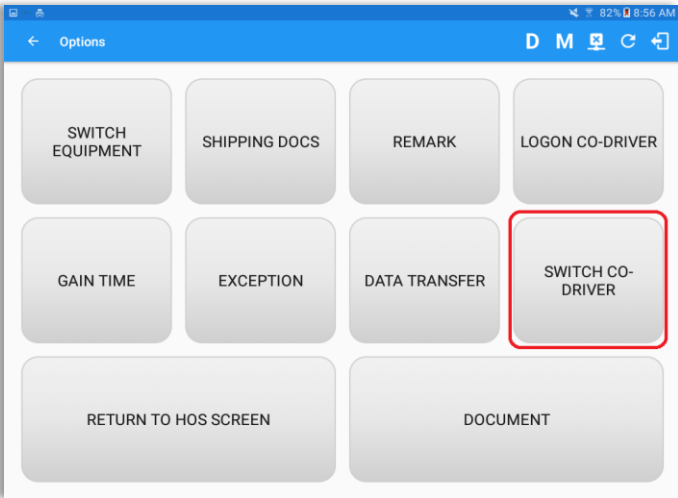 82% 8:56 AM
Options
D M
SWITCH
EQUIPMENT
SHIPPING DOCS
REMARK
LOGON CO-DRIVER
GAIN TIME
EXCEPTION
DATA TRANSFER
SWITCH CO-
DRIVER
RETURN TO HOS SCREEN
DOCUMENT